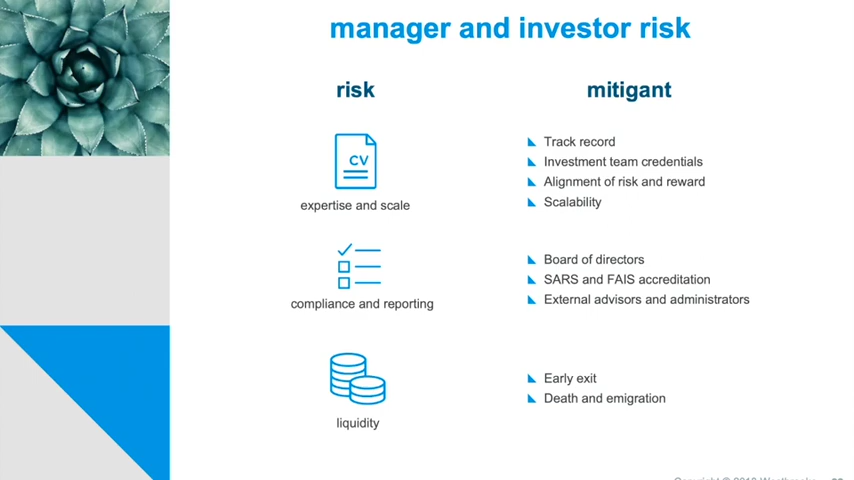 manager and investor risk
risk
mitigant
CV
expertise and scale
Track record
Investment team credentials
Alignment of risk and reward
Scalability
compliance and reporting
Board of directors
SARS and FAIS accreditation
External advisors and administrators
liquidity
Early exit
Death and emigration